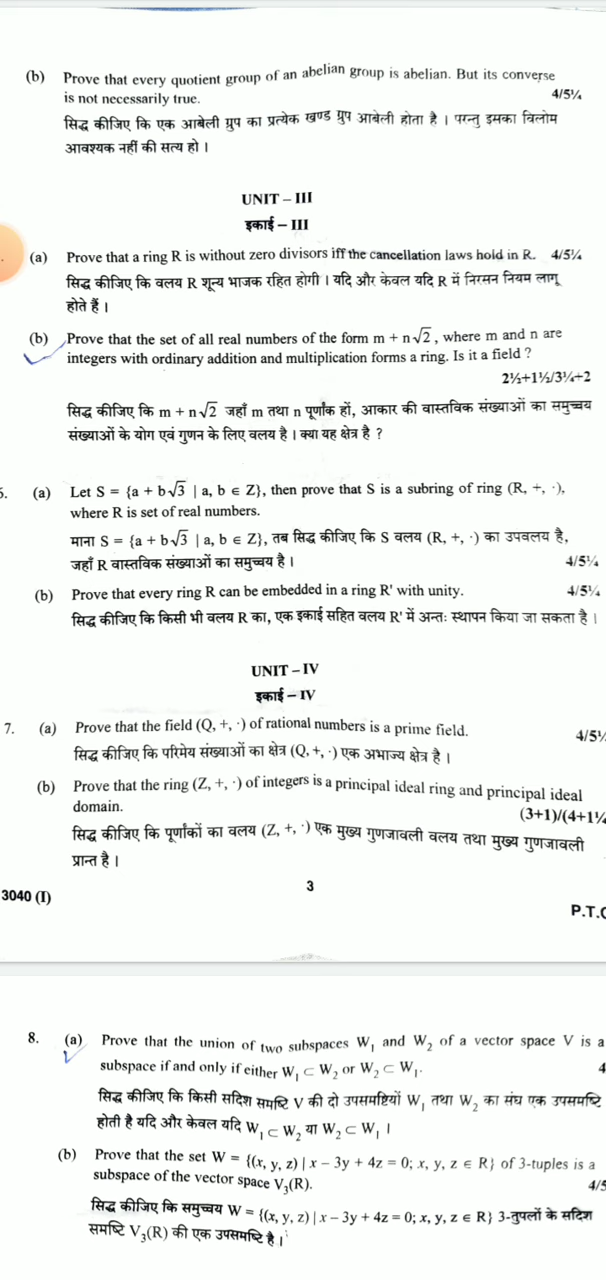 (b) Prove that every quotient group of an abelian group is abelian. But its converse
is not necessarily true. 4/5¼
सिद्ध कीजिए कि एक आबेली ग्रुप का प्रत्येक खण्ड ग्रुप आबेली होता है । परन्तु इसका विलोम
आवश्यक नहीं की सत्य हो ।
UNIT – III
इकाई – III
(a) Prove that a ring R is without zero divisors iff the cancellation laws hold in R. 4/5¼
सिद्ध कीजिए कि वलय R शून्य भाजक रहित होगी । यदि और केवल यदि R में निरसन नियम लागू
होते हैं ।
(b) Prove that the set of all real numbers of the form m + n√2, where m and n are
integers with ordinary addition and multiplication forms a ring. Is it a field ?
2½+1½/3¼+2
सिद्ध कीजिए कि m + n√2 जहाँ m तथा n पूर्णांक हों, आकार की वास्तविक संख्याओं का समुच्चय
संख्याओं के योग एवं गुणन के लिए वलय है । क्या यह क्षेत्र है ?
(a) Let S = {a + b√3 | a, b ∈ Z}, then prove that S is a subring of ring (R, +, ·),
where R is set of real numbers.
माना S = {a + b√3 | a, b ∈ Z}, तब सिद्ध कीजिए कि S वलय (R, +, ·) का उपवलय है,
जहाँ R वास्तविक संख्याओं का समुच्चय है । 4/5¼
(b) Prove that every ring R can be embedded in a ring R' with unity. 4/5¼
सिद्ध कीजिए कि किसी भी वलय R का, एक इकाई सहित वलय R' में अन्तः स्थापन किया जा सकता है ।
UNIT – IV
इकाई – IV
7. (a) Prove that the field (Q, +, ·) of rational numbers is a prime field. 4/5
सिद्ध कीजिए कि परिमेय संख्याओं का क्षेत्र (Q, +, ·) एक अभाज्य क्षेत्र है ।
(b) Prove that the ring (Z, +, ·) of integers is a principal ideal ring and principal ideal
domain. (3+1)/(4+1¼
सिद्ध कीजिए कि पूर्णांकों का वलय (Z, +, ·) एक मुख्य गुणजावली वलय तथा मुख्य गुणजावली
प्रान्त है ।
3040 (I) 3
P.T.
8. (a) Prove that the union of two subspaces W₁ and W₂ of a vector space V is a
subspace if and only if either W₁ ⊂ W₂ or W₂ ⊂ W₁. 4
सिद्ध कीजिए कि किसी सदिश समष्टि V की दो उपसमष्टियों W₁ तथा W₂ का संघ एक उपसमष्टि
होती है यदि और केवल यदि W₁ ⊂ W₂ या W₂ ⊂ W₁ ।
(b) Prove that the set W = {(x, y, z) | x – 3y + 4z = 0; x, y, z ∈ R} of 3-tuples is a
subspace of the vector space V₃(R). 4/5
सिद्ध कीजिए कि समुच्चय W = {(x, y, z) | x – 3y + 4z = 0; x, y, z ∈ R} 3-तुपलों के सदिश
समष्टि V₃(R) की एक उपसमष्टि है ।